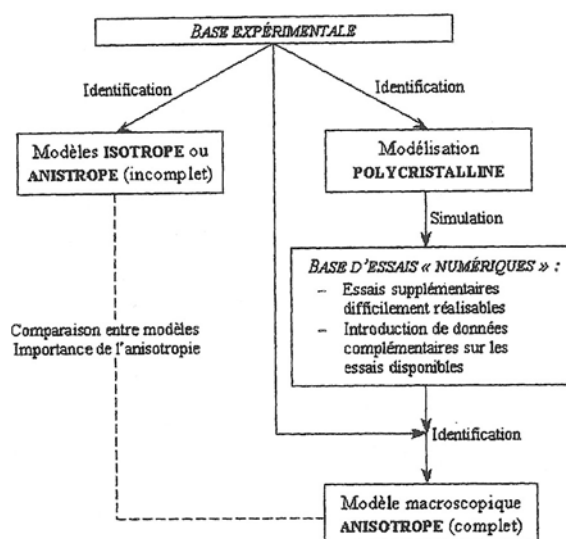 BASE EXPÉRIMENTALE
Identification
Identification
Modèles ISOTROPE ou
ANISTROPE (incomplet)
Modélisation
POLYCRISTALLINE
Simulation
BASE D'ESSAIS « NUMÉRIQUES » :
– Essais supplémentaires
difficilement réalisables
– Introduction de données
complémentaires sur les
essais disponibles
Comparaison entre modèles
Importance de l'anisotropie
Identification
Modèle macroscopique
ANISOTROPE (complet)